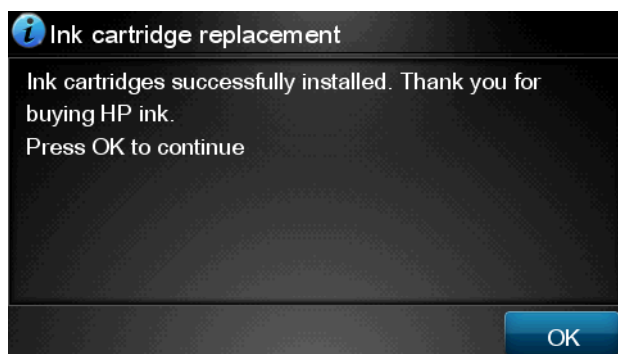 Ink cartridge replacement
Ink cartridges successfully installed. Thank you for
buying HP ink.
Press OK to continue
OK